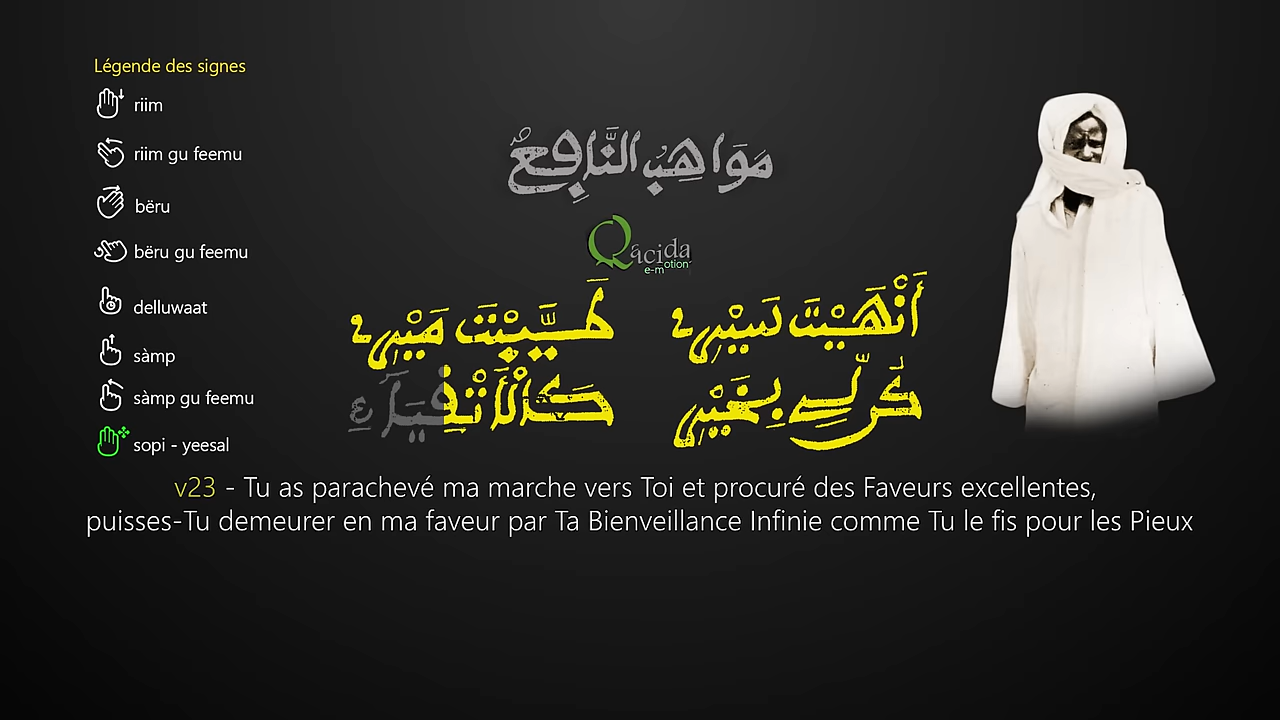 Légende des signes
riim
riim gu feemu
bëru
bëru gu feemu
delluwaat
sàmp
sàmp gu feemu
sopi - yeesal
مَوَاهِبُ النَّافِعُ
Qacida
e-motion
أَنْهَيْتَ سَيْرِي طَيَّبْتَ مَيْرِي
كُن لِّي بِخَيْرٍ كَالْأَتْقِيَاءِ
v23 - Tu as parachevé ma marche vers Toi et procuré des Faveurs excellentes,
puisses-Tu demeurer en ma faveur par Ta Bienveillance Infinie comme Tu le fis pour les Pieux